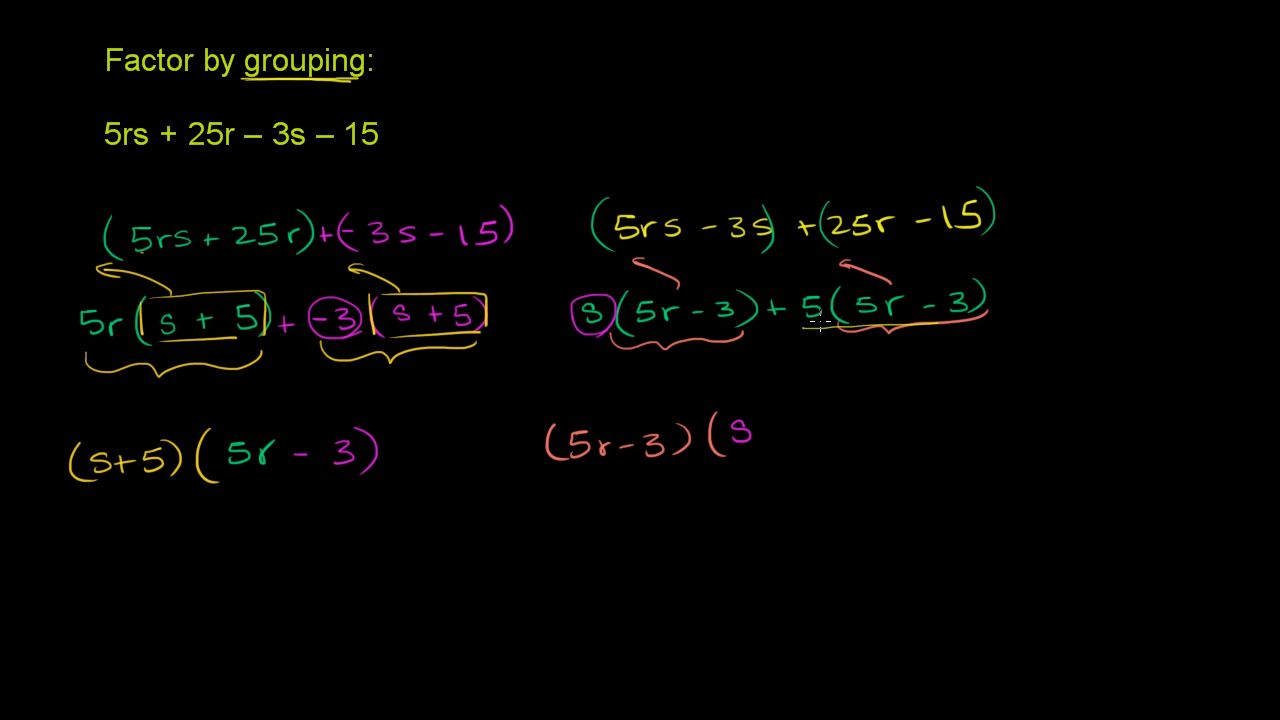 Factor by grouping:
5rs + 25r – 3s – 15
(5rs + 25r) + (- 3s - 15)
(5rs - 3s) + (25r - 15)
5r(s + 5) + -3(s + 5)
s(5r - 3) + 5(5r - 3)
(s+5)(5r - 3)
(5r-3)(s